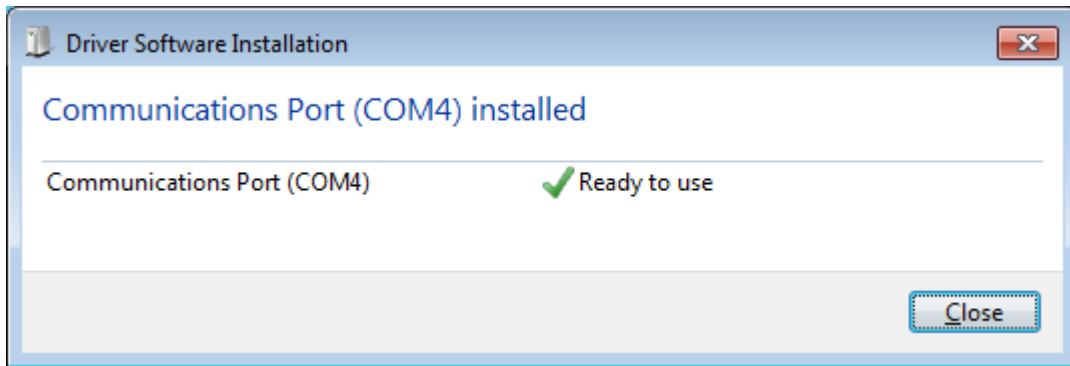 Driver Software Installation
Communications Port (COM4) installed
Communications Port (COM4) Ready to use
Close